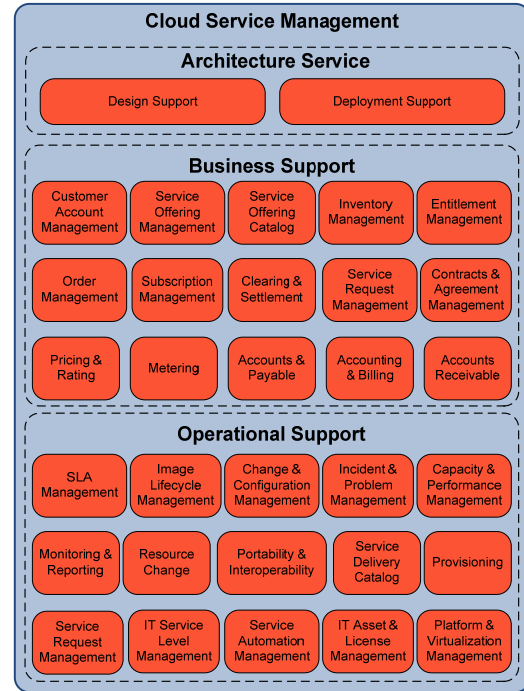 Cloud Service Management
Architecture Service
Design Support
Deployment Support
Business Support
Customer
Account
Management
Service
Offering
Management
Service
Offering
Catalog
Inventory
Management
Entitlement
Management
Order
Management
Subscription
Management
Clearing &
Settlement
Service
Request
Management
Contracts &
Agreement
Management
Pricing &
Rating
Metering
Accounts &
Payable
Accounting
& Billing
Accounts
Receivable
Operational Support
SLA
Management
Image
Lifecycle
Management
Change &
Configuration
Management
Incident &
Problem
Management
Capacity &
Performance
Management
Monitoring &
Reporting
Resource
Change
Portability &
Interoperability
Service
Delivery
Catalog
Provisioning
Service
Request
Management
IT Service
Level
Management
Service
Automation
Management
IT Asset &
License
Management
Platform &
Virtualization
Management